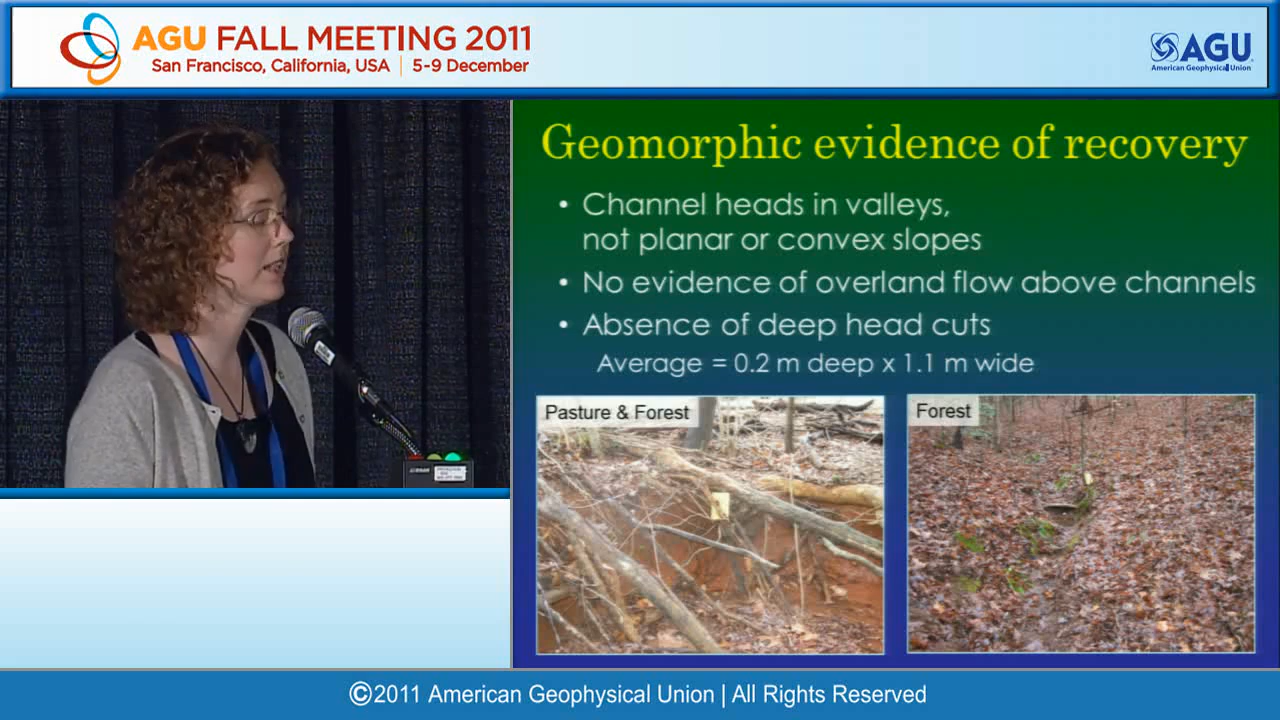 AGU FALL MEETING 2011
San Francisco, California, USA | 5-9 December
AGU
American Geophysical Union
Geomorphic evidence of recovery
• Channel heads in valleys,
not planar or convex slopes
• No evidence of overland flow above channels
• Absence of deep head cuts
Average = 0.2 m deep x 1.1 m wide
Pasture & Forest
Forest
©2011 American Geophysical Union | All Rights Reserved